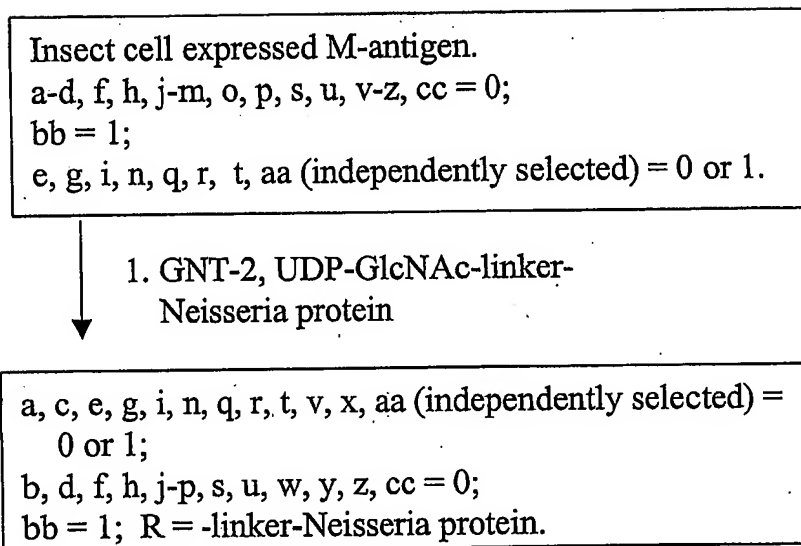 Insect cell expressed M-antigen.
a-d, f, h, j-m, o, p, s, u, v-z, cc = 0;
bb = 1;
e, g, i, n, q, r, t, aa (independently selected) = 0 or 1.
1. GNT-2, UDP-GlcNAc-linker-
Neisseria protein
a, c, e, g, i, n, q, r, t, v, x, aa (independently selected) =
0 or 1;
b, d, f, h, j-p, s, u, w, y, z, cc = 0;
bb = 1; R = -linker-Neisseria protein.